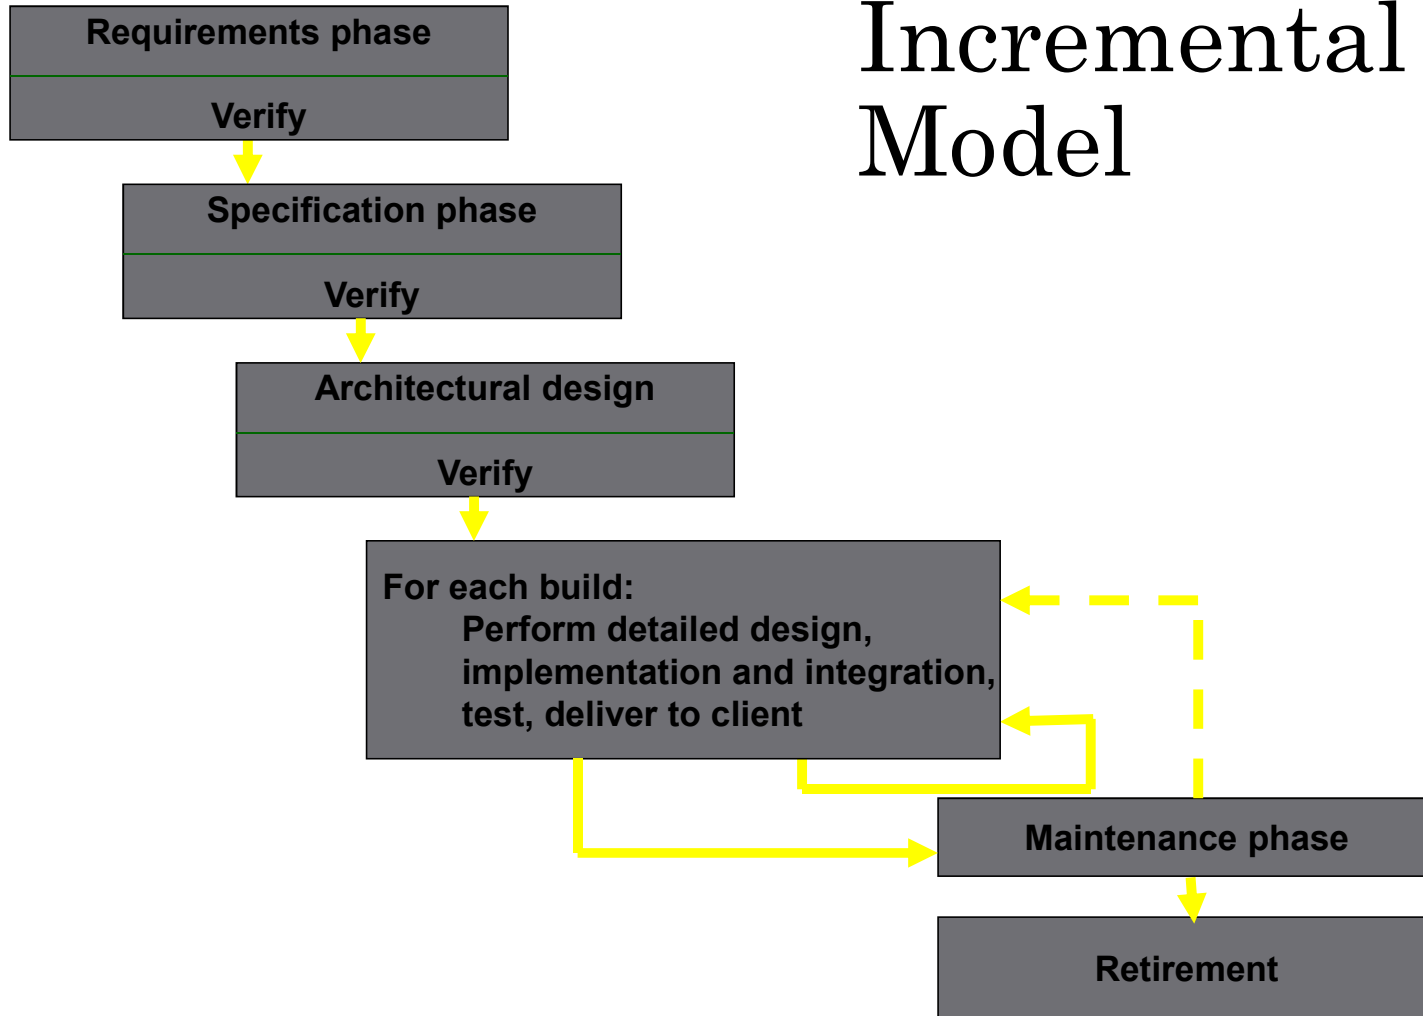 Incremental
Model
Requirements phase
Verify
Specification phase
Verify
Architectural design
Verify
For each build:
Perform detailed design,
implementation and integration,
test, deliver to client
Maintenance phase
Retirement